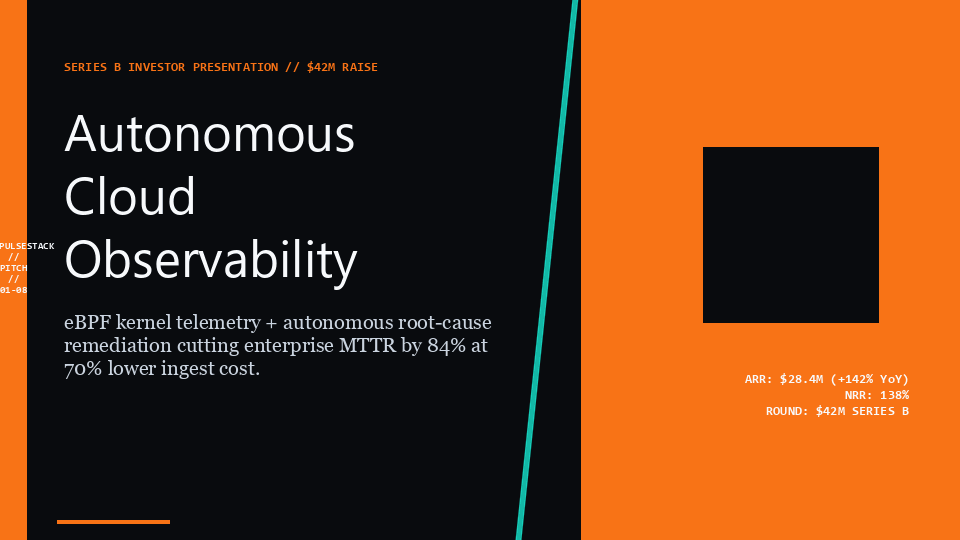 SERIES B INVESTOR PRESENTATION // $42M RAISE
Autonomous
Cloud
Observability
PULSESTACK
//
PITCH
//
01-08
eBPF kernel telemetry + autonomous root-cause
remediation cutting enterprise MTTR by 84% at
70% lower ingest cost.
ARR: $28.4M (+142% YoY)
NRR: 138%
ROUND: $42M SERIES B